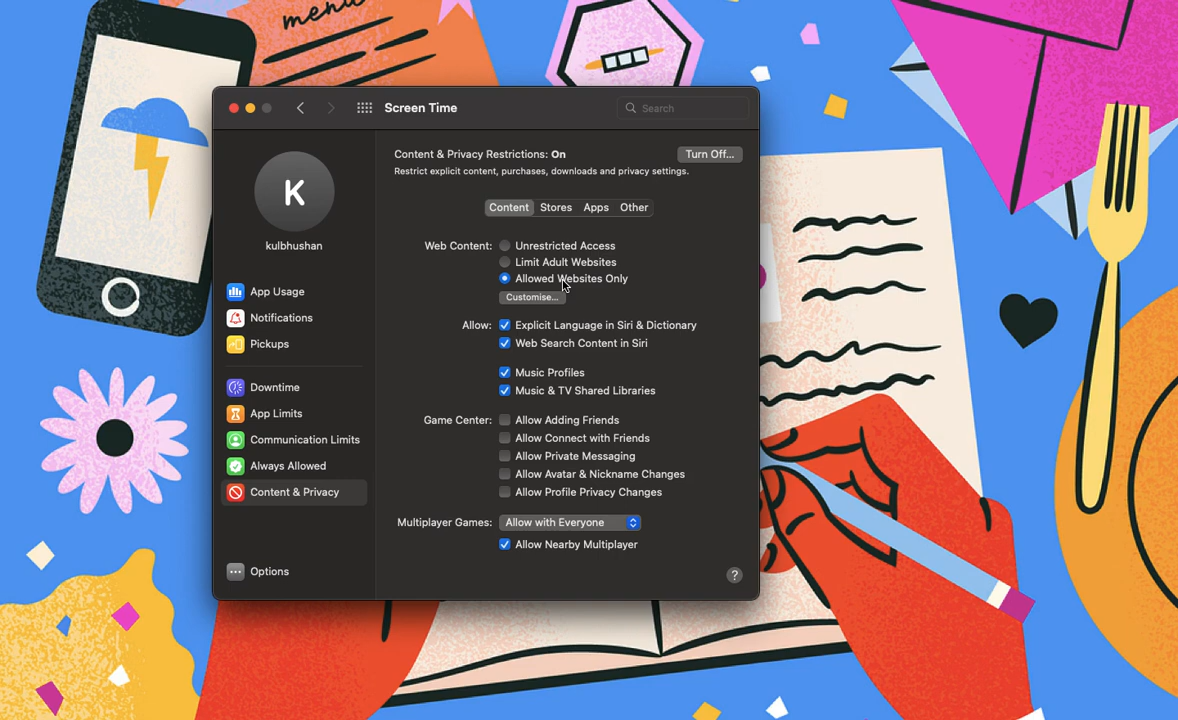 menu
Screen Time
Search
Content & Privacy Restrictions: On
Turn Off...
Restrict explicit content, purchases, downloads and privacy settings.
K
kulbhushan
Content Stores Apps Other
Web Content: Unrestricted Access
Limit Adult Websites
Allowed Websites Only
Customise...
App Usage
Notifications
Pickups
Downtime
App Limits
Communication Limits
Always Allowed
Content & Privacy
Options
Allow: Explicit Language in Siri & Dictionary
Web Search Content in Siri
Music Profiles
Music & TV Shared Libraries
Game Center: Allow Adding Friends
Allow Connect with Friends
Allow Private Messaging
Allow Avatar & Nickname Changes
Allow Profile Privacy Changes
Multiplayer Games: Allow with Everyone
Allow Nearby Multiplayer
?